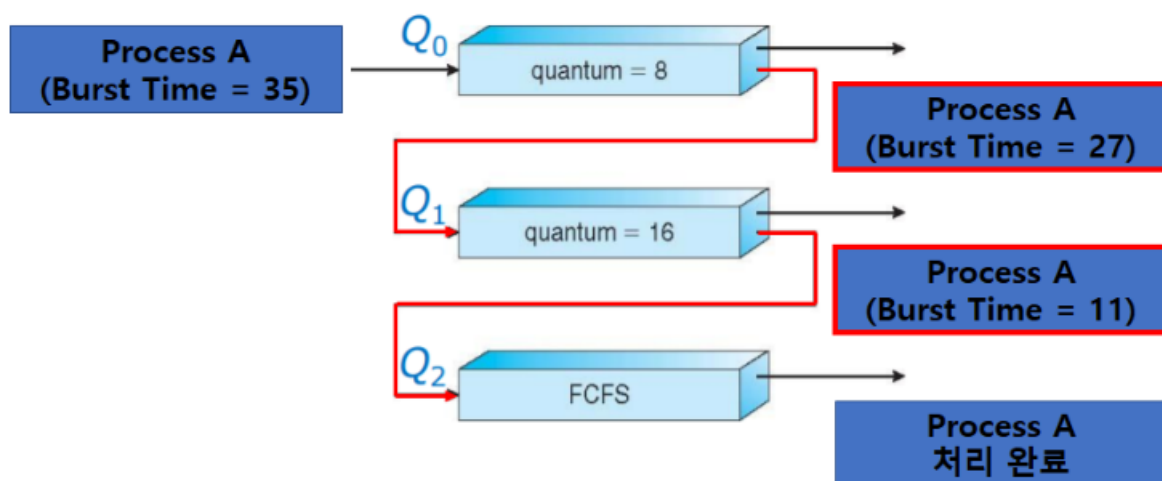 Process A
(Burst Time = 35)
Q0
quantum = 8
Process A
(Burst Time = 27)
Q1
quantum = 16
Process A
(Burst Time = 11)
Q2
FCFS
Process A
처리 완료